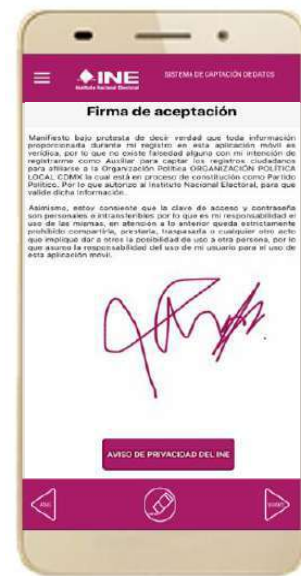 INE
Instituto Nacional Electoral
SISTEMA DE CAPTACIÓN DE DATOS
Firma de aceptación
Manifiesto bajo protesta de decir verdad que toda información
proporcionada durante mi registro en esta aplicación móvil es
verídica, por lo que no existe falsedad alguna con mi intención de
registrarme como Auxiliar para captar los registros ciudadanos
para afiliarse a la Organización Política ORGANIZACIÓN POLÍTICA
LOCAL CDMX la cual está en proceso de constitución como Partido
Político. Por lo que autorizo al Instituto Nacional Electoral, para que
valide dicha información.
Asimismo, estoy consiente que la clave de acceso y contraseña
son personales e intransferibles por lo que es mi responsabilidad el
uso de las mismas, en atención a lo anterior queda estrictamente
prohibido compartirla, prestarla, traspasarla o cualquier otro acto
que implique dar a otros la posibilidad de uso a otra persona, por lo
que asumo la responsabilidad del uso de mi usuario para el uso de
esta aplicación móvil.
AVISO DE PRIVACIDAD DEL INE